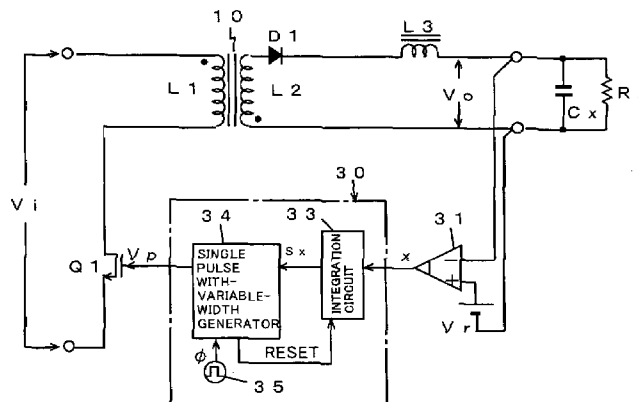 10
D1
L3
L1
L2
Vo
Cx
R
Vi
30
34
33
31
Q1
Vp
SINGLE
PULSE
WITH-
VARIABLE-
WIDTH
GENERATOR
Sx
INTEGRATION
CIRCUIT
x
−
+
Vr
RESET
ϕ
35